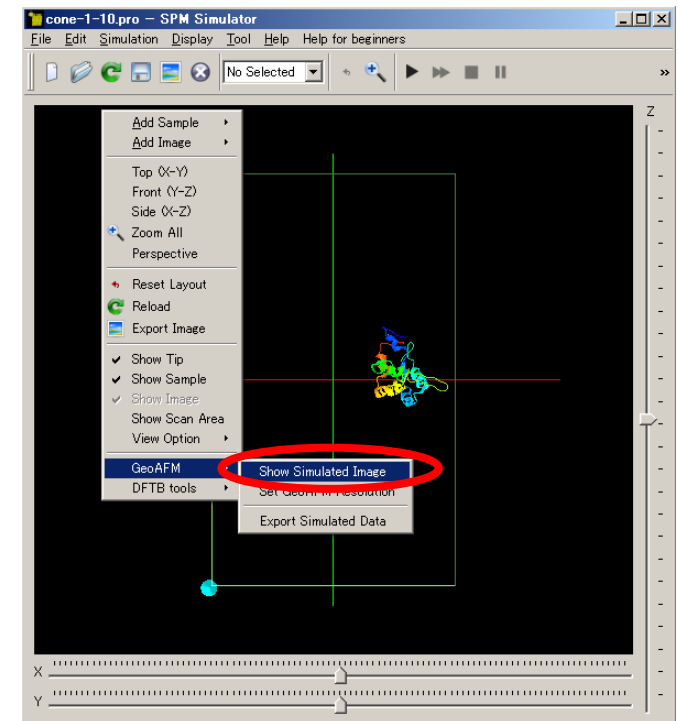 cone-1-10.pro — SPM Simulator
File Edit Simulation Display Tool Help Help for beginners
No Selected
»
Z
Add Sample
Add Image
Top (X-Y)
Front (Y-Z)
Side (X-Z)
Zoom All
Perspective
Reset Layout
Reload
Export Image
Show Tip
Show Sample
Show Image
Show Scan Area
View Option
GeoAFM
DFTB tools
Show Simulated Image
Set GeoAFM Resolution
Export Simulated Data
X
Y